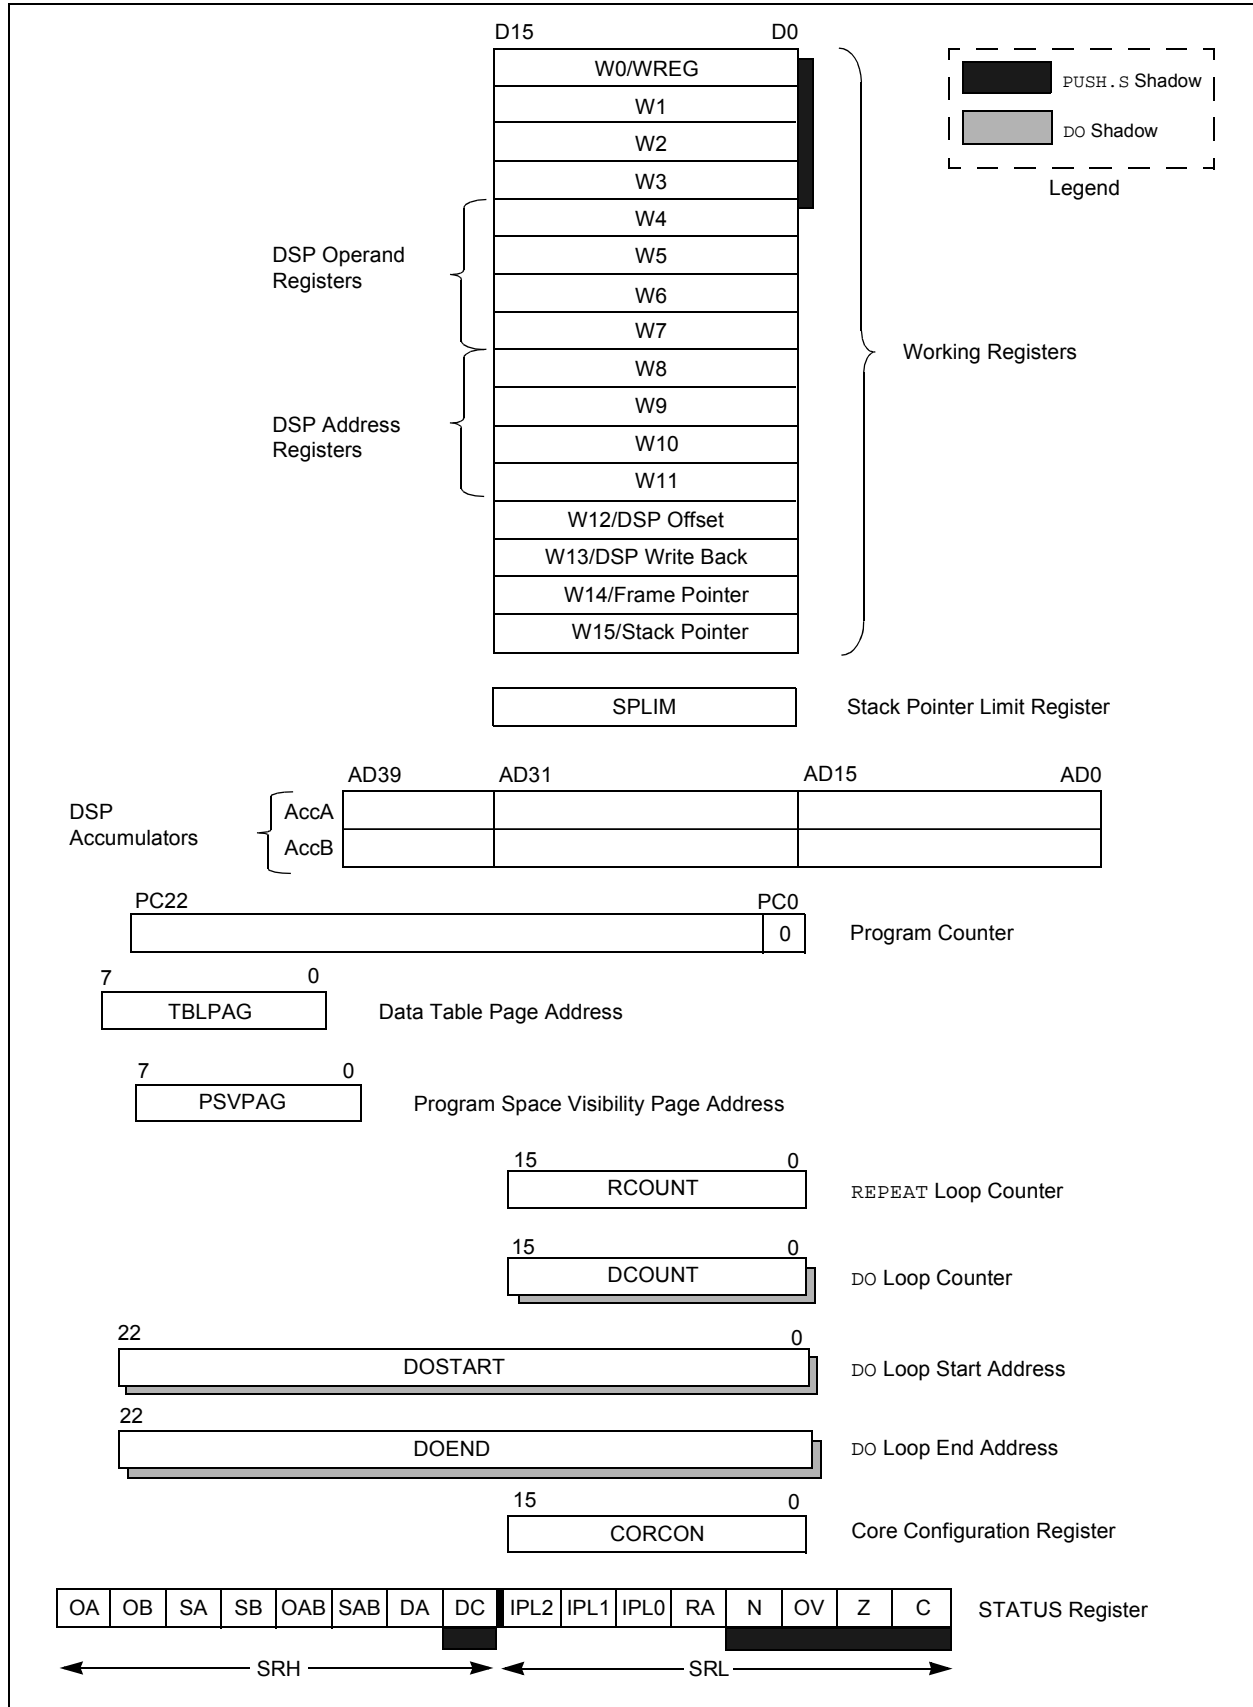 D15 D0
W0/WREG
W1
W2
W3
W4
W5
W6
W7
W8
W9
W10
W11
W12/DSP Offset
W13/DSP Write Back
W14/Frame Pointer
W15/Stack Pointer
PUSH.S Shadow
DO Shadow
Legend
DSP Operand
Registers
DSP Address
Registers
Working Registers
SPLIM
Stack Pointer Limit Register
AD39 AD31 AD15 AD0
DSP
Accumulators
AccA
AccB
PC22 PC0
0
Program Counter
7 0
TBLPAG
Data Table Page Address
7 0
PSVPAG
Program Space Visibility Page Address
15 0
RCOUNT
REPEAT Loop Counter
15 0
DCOUNT
DO Loop Counter
22 0
DOSTART
DO Loop Start Address
22
DOEND
DO Loop End Address
15 0
CORCON
Core Configuration Register
OA OB SA SB OAB SAB DA DC IPL2 IPL1 IPL0 RA N OV Z C
STATUS Register
SRH SRL